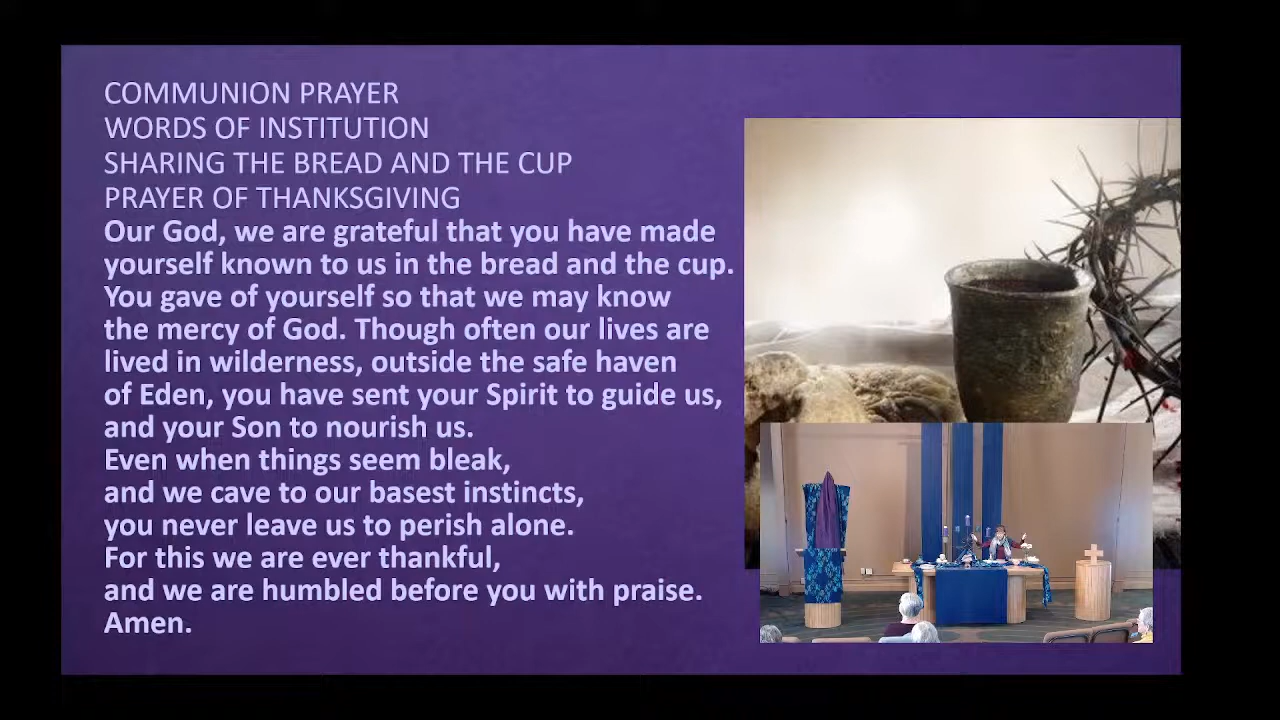 COMMUNION PRAYER
WORDS OF INSTITUTION
SHARING THE BREAD AND THE CUP
PRAYER OF THANKSGIVING
Our God, we are grateful that you have made
yourself known to us in the bread and the cup.
You gave of yourself so that we may know
the mercy of God. Though often our lives are
lived in wilderness, outside the safe haven
of Eden, you have sent your Spirit to guide us,
and your Son to nourish us.
Even when things seem bleak,
and we cave to our basest instincts,
you never leave us to perish alone.
For this we are ever thankful,
and we are humbled before you with praise.
Amen.